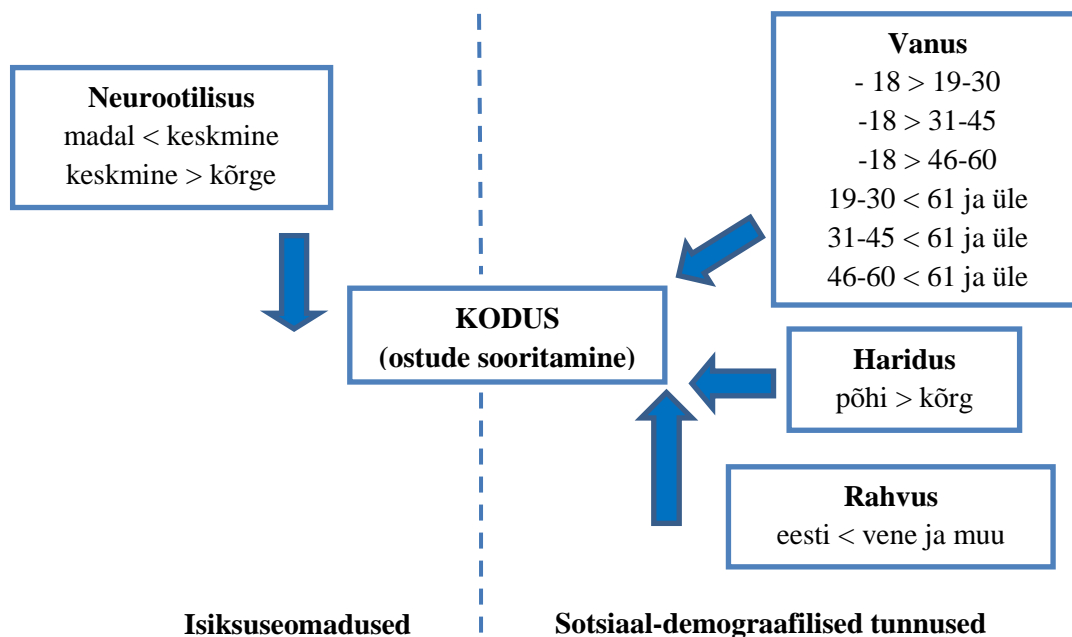 Neurootilisus
madal < keskmine
keskmine > kõrge
Vanus
- 18 > 19-30
-18 > 31-45
-18 > 46-60
19-30 < 61 ja üle
31-45 < 61 ja üle
46-60 < 61 ja üle
KODUS
(ostude sooritamine)
Haridus
põhi > kõrg
Rahvus
eesti < vene ja muu
Isiksuseomadused
Sotsiaal-demograafilised tunnused